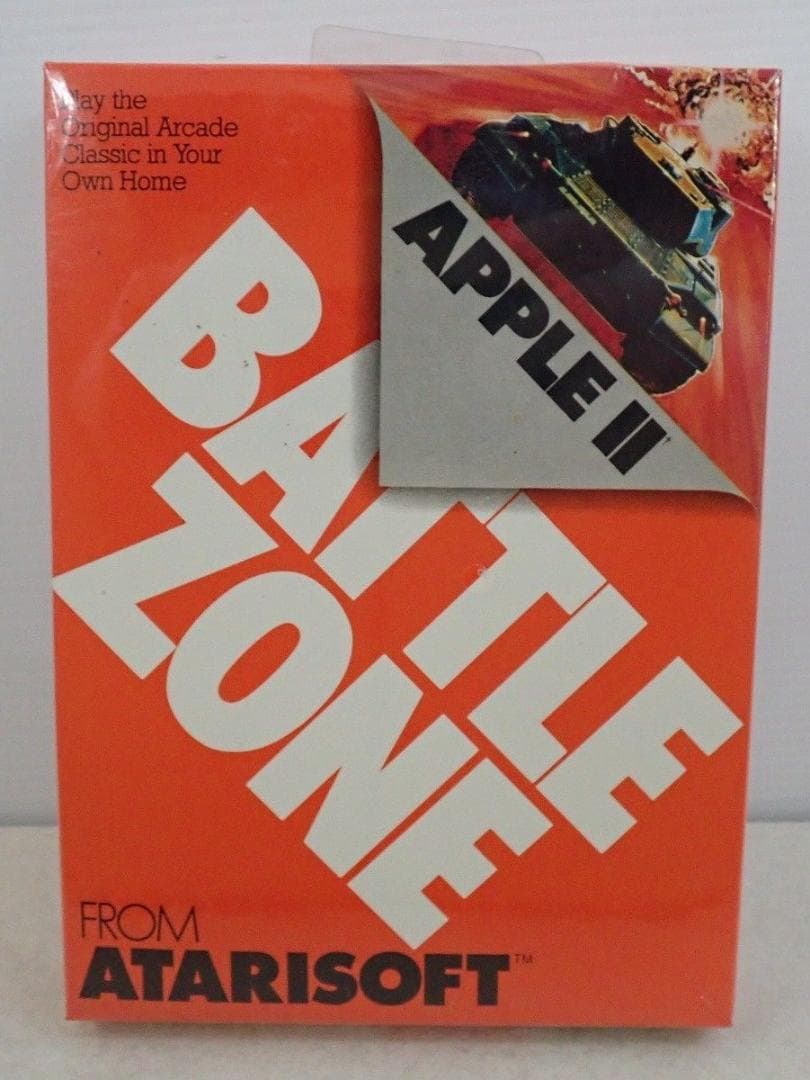 Play the
Original Arcade
Classic in Your
Own Home
APPLE II
BATTLE
ZONE
FROM
ATARISOFT™